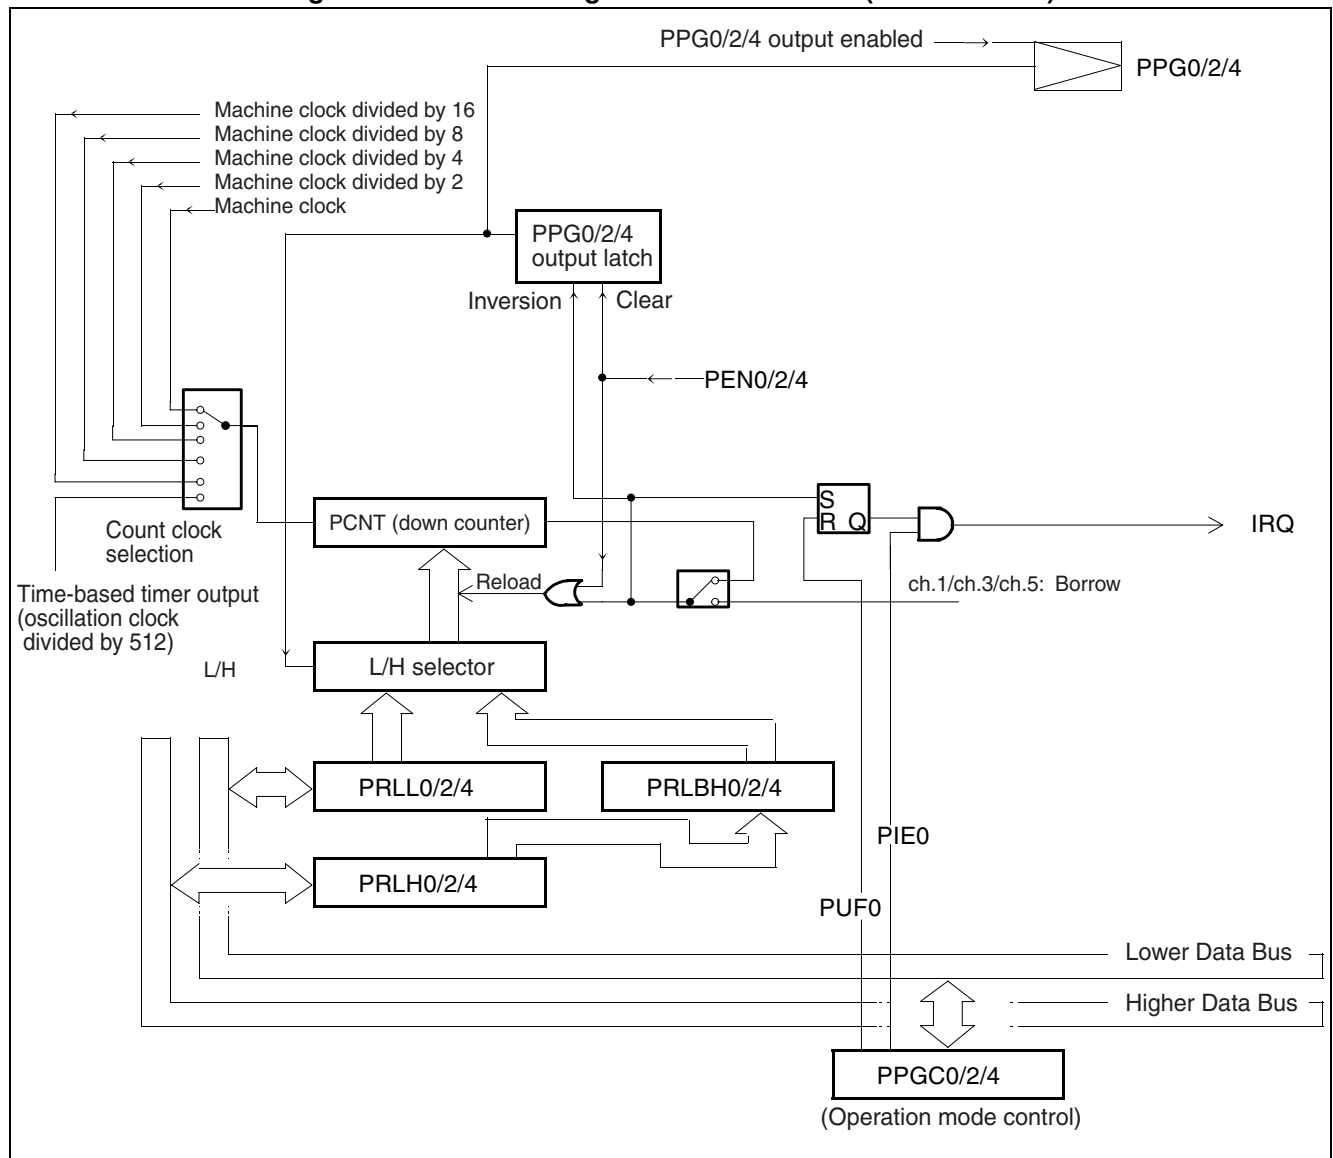 PPG0/2/4 output enabled
PPG0/2/4
Machine clock divided by 16
Machine clock divided by 8
Machine clock divided by 4
Machine clock divided by 2
Machine clock
PPG0/2/4
output latch
Inversion
Clear
PEN0/2/4
Count clock
selection
PCNT (down counter)
S
R Q
IRQ
Reload
ch.1/ch.3/ch.5: Borrow
Time-based timer output
(oscillation clock
divided by 512)
L/H
L/H selector
PRLL0/2/4
PRLBH0/2/4
PIE0
PRLH0/2/4
PUF0
Lower Data Bus
Higher Data Bus
PPGC0/2/4
(Operation mode control)